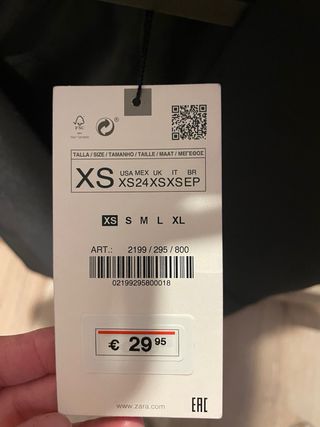 FSC
TALLA / SIZE / TAMANHO / TAILLE / MAAT / ΜΕΓΕΘΟΣ
XS
USA MEX UK IT BR
XS24XSXSEP
XS S M L XL
ART.: 2199 / 295 / 800
02199295800018
€ 29 95
www.zara.com
EAC